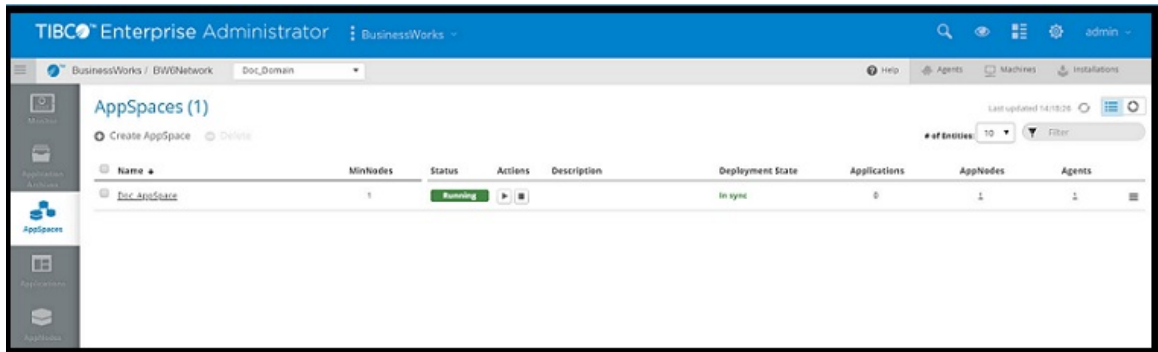 TIBCO™ Enterprise Administrator BusinessWorks admin
BusinessWorks / BW6Network Doc_Domain Help Agents Machines Installations
Monitor
Application Archives
AppSpaces
Applications
AppNodes
AppSpaces (1)
Last updated 14:18:26
Create AppSpace Delete
# of Entities: 10 Filter
Name MinNodes Status Actions Description Deployment State Applications AppNodes Agents
Doc_AppSpace 1 Running In sync 0 1 1